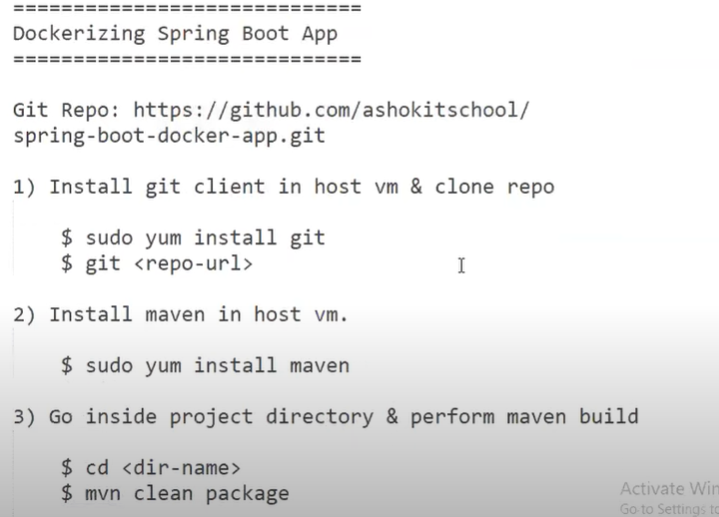 =============================
Dockerizing Spring Boot App
=============================
Git Repo: https://github.com/ashokitschool/
spring-boot-docker-app.git
1) Install git client in host vm & clone repo
$ sudo yum install git
$ git <repo-url>
2) Install maven in host vm.
$ sudo yum install maven
3) Go inside project directory & perform maven build
$ cd <dir-name>
$ mvn clean package
Activate Win
Go to Settings to